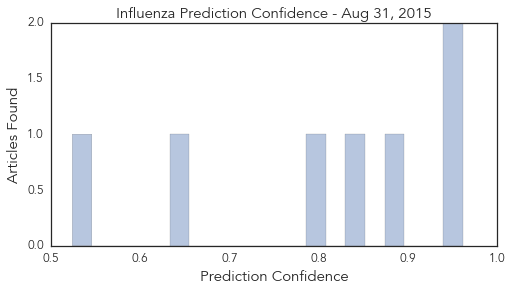 Influenza Prediction Confidence - Aug 31, 2015
2.0
1.5
1.0
0.5
0.0
Articles Found
0.5 0.6 0.7 0.8 0.9 1.0
Prediction Confidence